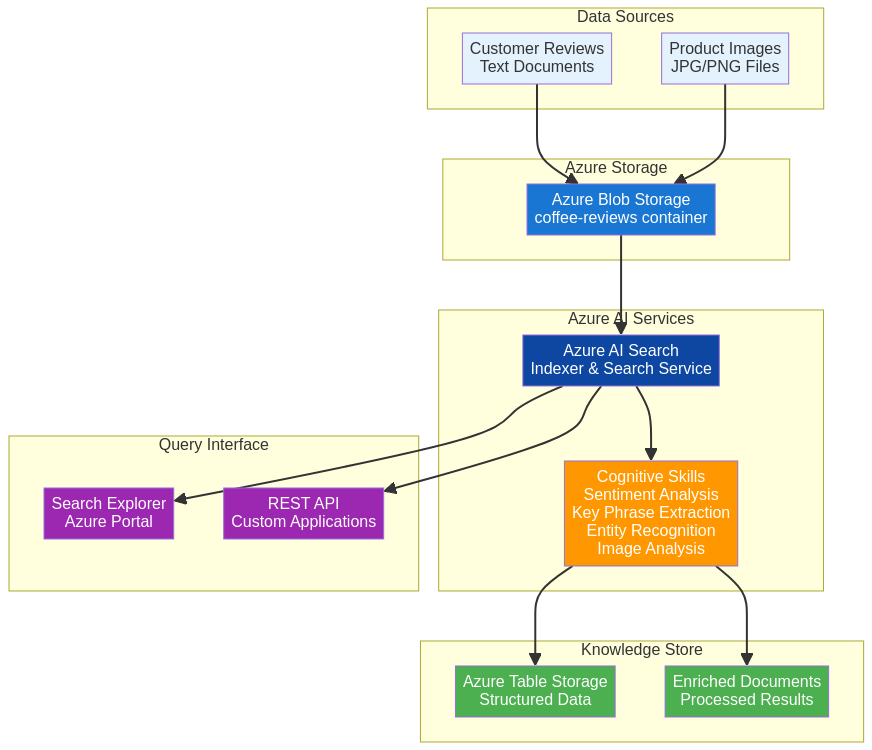 Data Sources
Customer Reviews
Text Documents
Product Images
JPG/PNG Files
Azure Storage
Azure Blob Storage
coffee-reviews container
Azure AI Services
Azure AI Search
Indexer & Search Service
Query Interface
Search Explorer
Azure Portal
REST API
Custom Applications
Cognitive Skills
Sentiment Analysis
Key Phrase Extraction
Entity Recognition
Image Analysis
Knowledge Store
Azure Table Storage
Structured Data
Enriched Documents
Processed Results